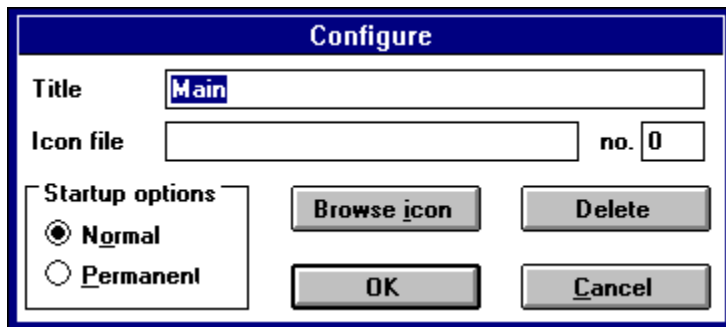 Configure
Title Main
Icon file no. 0
Startup options
Normal
Permanent
Browse icon Delete
OK Cancel